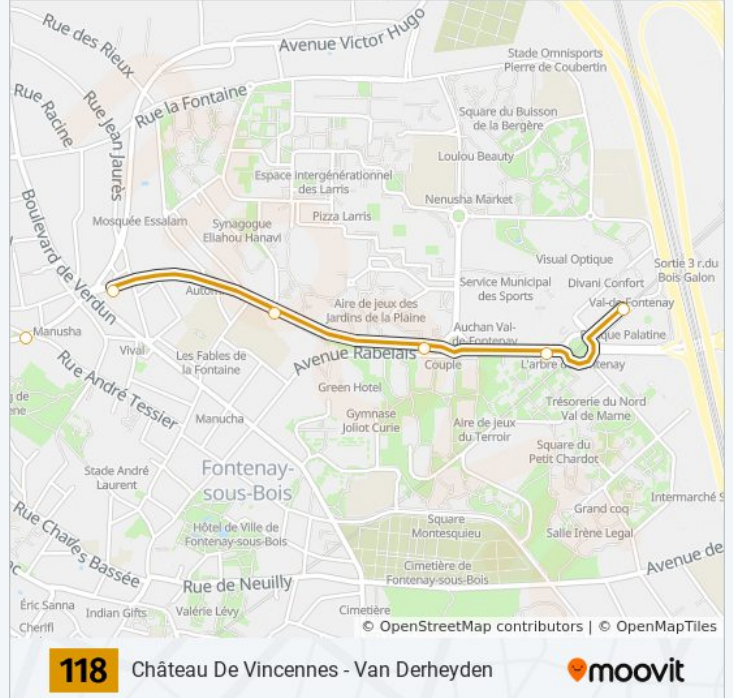 Avenue Victor Hugo
Rue des Rieux
Stade Omnisports
Pierre de Coubertin
Rue la Fontaine
Rue Racine
Rue Jean Jaurès
Square du Buisson
de la Bergère
Loulou Beauty
Espace intergénérationnel
des Larris
Nenusha Market
Boulevard de Verdun
Mosquée Essalam
Synagogue
Eliahou Hanavi
Pizza Larris
Visual Optique
Sortie 3 r.du
Bois Galon
Service Municipal
des Sports
Divani Confort
Val-de-Fontenay
Aire de jeux des
Jardins de la Plaine
Auchan Val-
de-Fontenay
Manusha
Vival
Les Fables de
la Fontaine
Avenue Rabelais
Coupie
Rue André Tessier
Green Hotel
Trésorerie du Nord
Val de Marne
Manucha
Gymnase
Joliot Curie
Aire de jeux
du Terroir
Square du
Petit Chardot
Stade André
Laurent
Fontenay-
sous-Bois
Intermarché S
Grand coq
Rue Charles Bassée
Hôtel de Ville de
Fontenay-sous-Bois
Square
Montesquieu
Salle Irène Legal
Cimetière de
Fontenay-sous-Bois
Avenue de
Rue de Neuilly
Éric Sanna
Indian Gifts
Valérie Lévy
Cimetière
Cherifi
© OpenStreetMap contributors | © OpenMapTiles
118 Château De Vincennes - Van Derheyden moovit